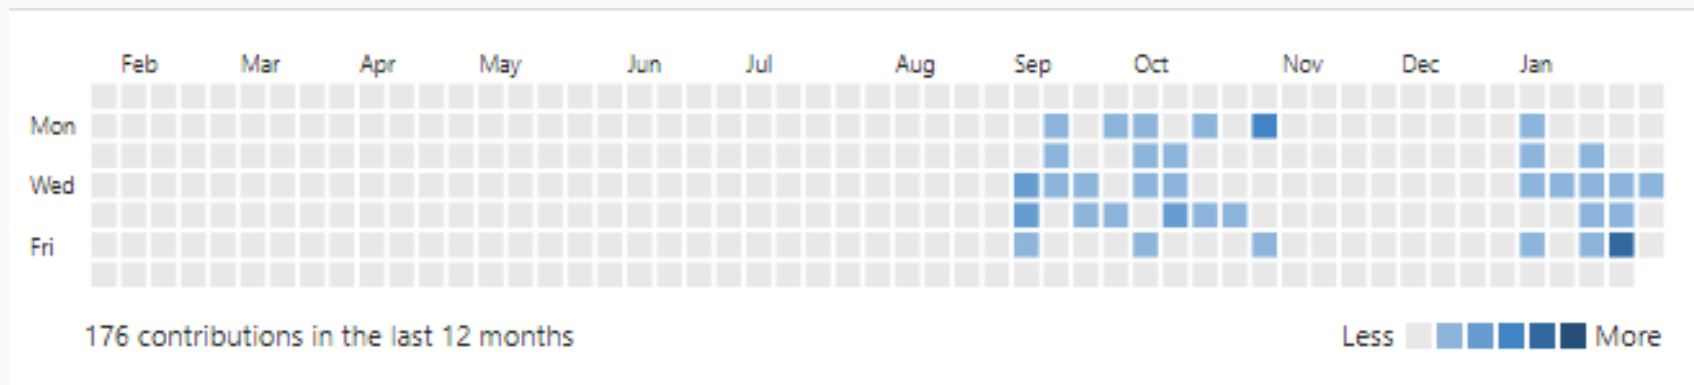 Feb Mar Apr May Jun Jul Aug Sep Oct Nov Dec Jan
Mon
Wed
Fri
176 contributions in the last 12 months
Less More